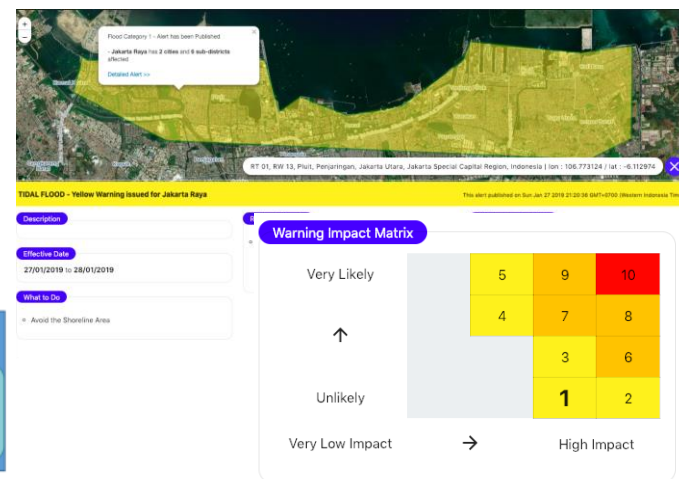 +
−
Flood Category 1 - Alert has been Published
×
- Jakarta Raya has 2 cities and 6 sub-districts
affected
Detailed Alert >>
RT 01, RW 13, Pluit, Penjaringan, Jakarta Utara, Jakarta Special Capital Region, Indonesia | lon : 106.773124 / lat : -6.112974
TIDAL FLOOD - Yellow Warning issued for Jakarta Raya
This alert published on Sun Jan 27 2019 21:20:36 GMT+0700 (Western Indonesia Tim
Description
Effective Date
27/01/2019 to 28/01/2019
What to Do
Avoid the Shoreline Area
Warning Impact Matrix
Very Likely
5 9 10
4 7 8
3 6
Unlikely
1 2
Very Low Impact → High Impact